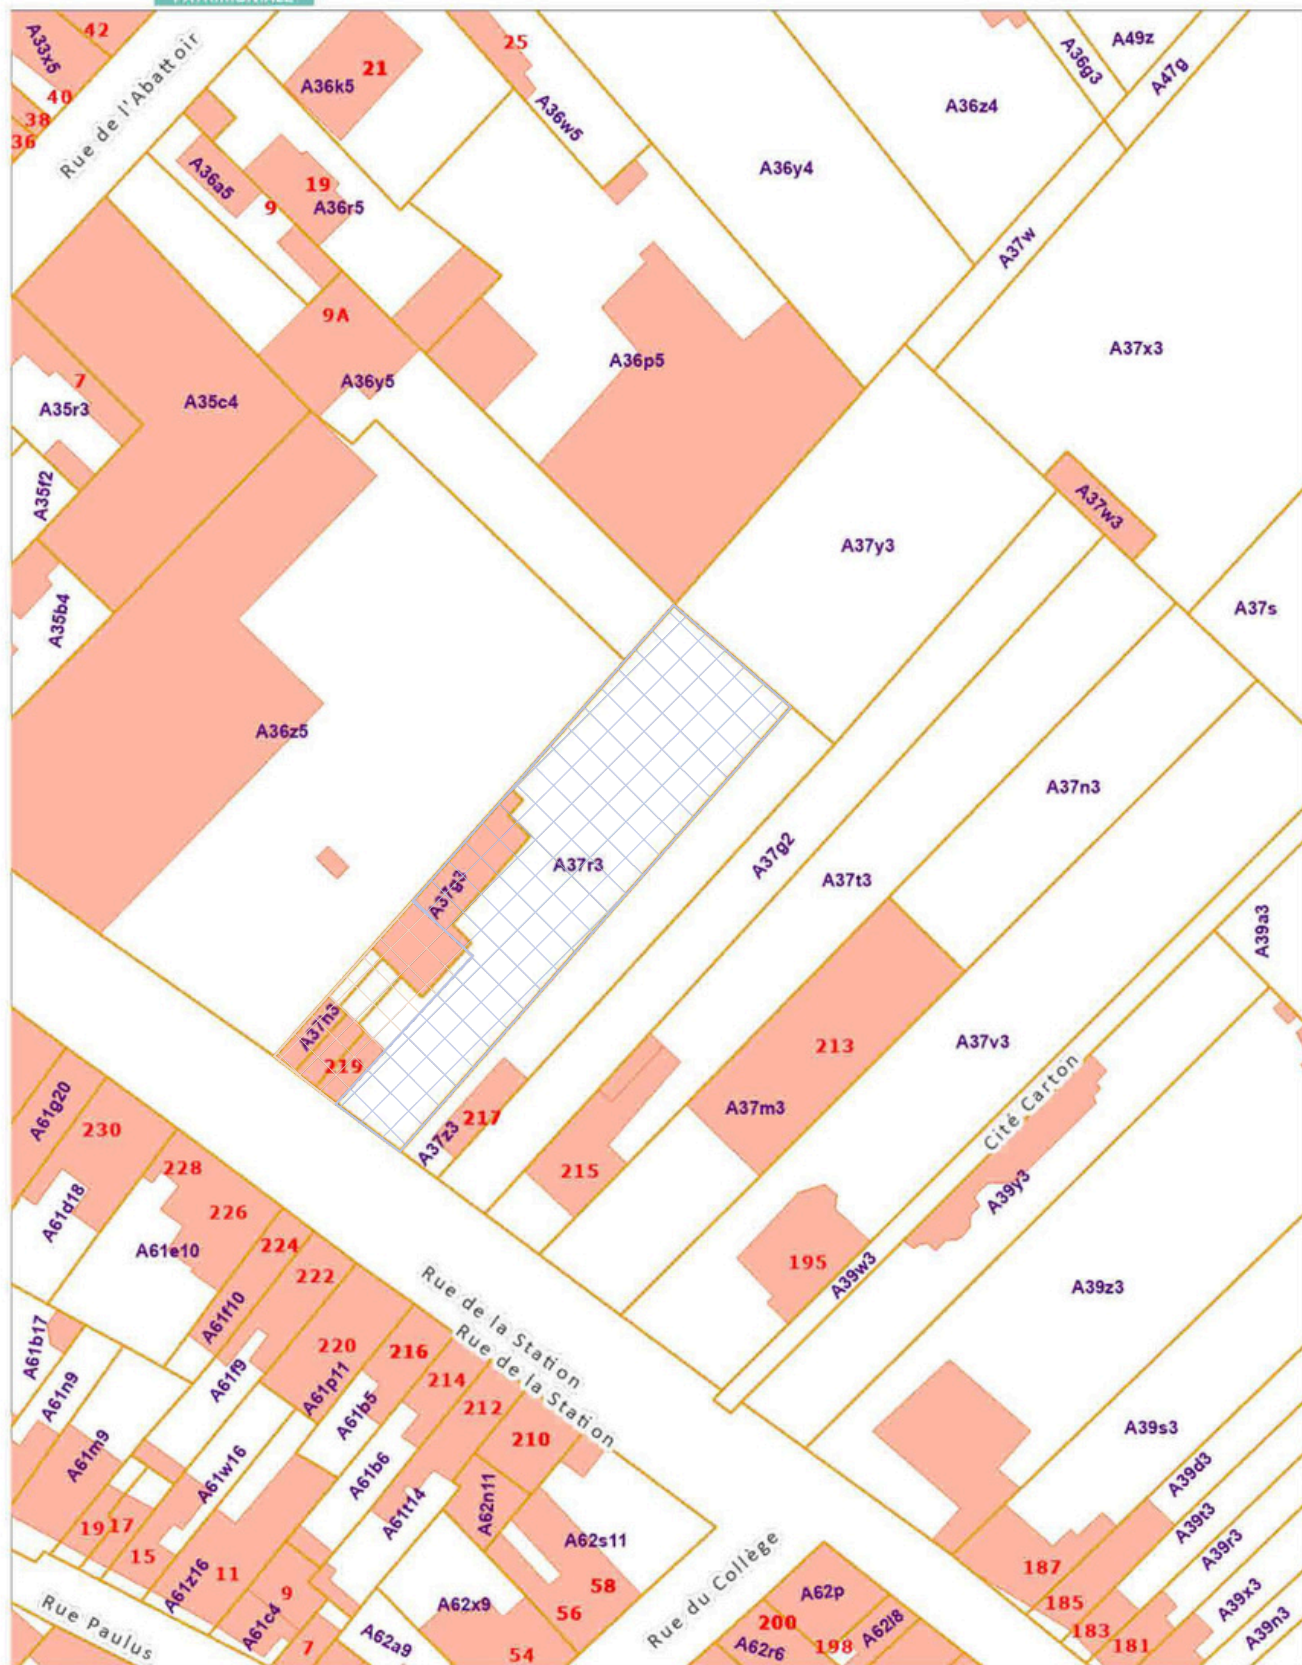 PATRIMONIALE
42
A33x5
40
38
36
Rue de l'Abattoir
A36k5
21
25
A36w5
A36g3
A49z
A47g
A36z4
A36y4
A36a5
9
19
A36r5
A37w
9A
A36y5
A36p5
A37x3
7
A35r3
A35c4
A35f2
A37w3
A37y3
A35b4
A37s
A36z5
A37n3
A37g3
A37r3
A37g2
A37t3
A39a3
A37h3
219
213
A37v3
A37m3
Cité Carton
A61g20
230
217
A37z3
215
228
A61d18
226
A39y3
224
A61e10
222
195
A39w3
A39z3
Rue de la Station
Rue de la Station
A61f10
A61b17
220
216
A61f9
A61p11
214
A61n9
A61b5
212
210
A39s3
A61m9
A61w16
A61b6
A39d3
A61t14
A62n11
A39t3
19
17
A62s11
A39r3
15
11
A61z16
9
58
Rue du Collège
187
A62p
A39x3
A62x9
56
185
A61c4
200
A62l8
183
A39n3
Rue Paulus
7
A62a9
54
A62r6
198
181